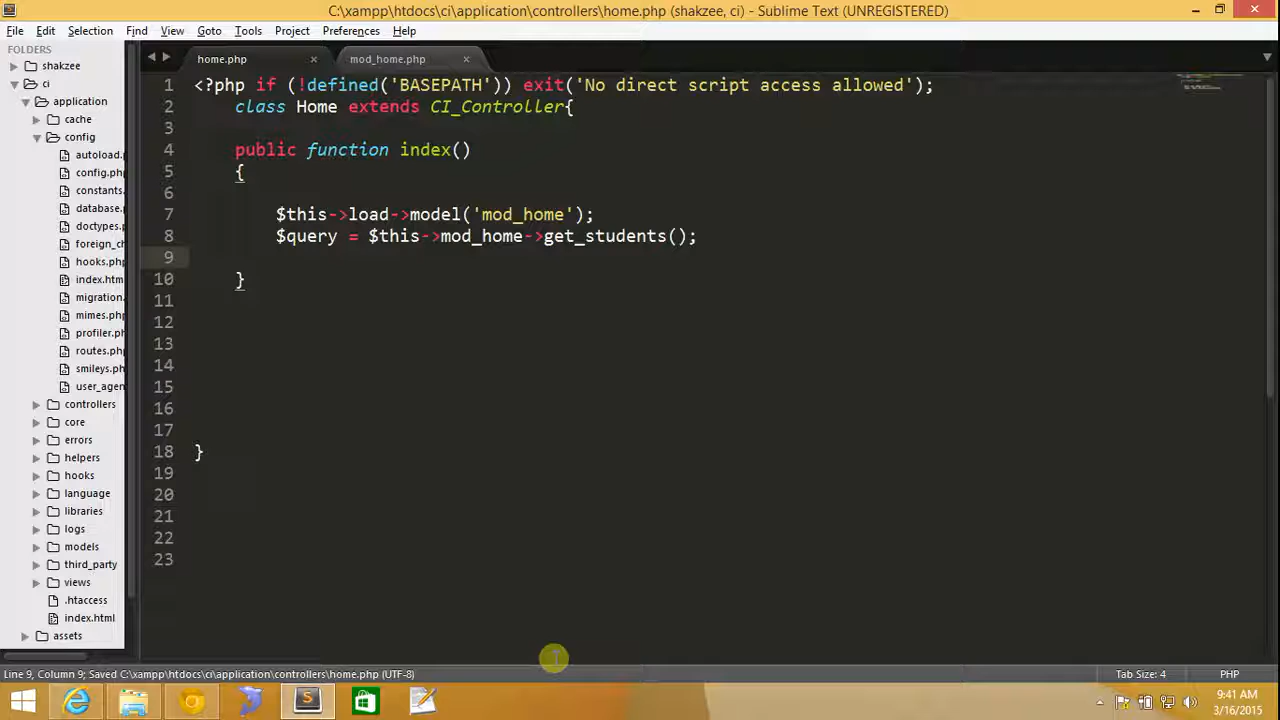 C:\xampp\htdocs\ci\application\controllers\home.php (shakzee, ci) - Sublime Text (UNREGISTERED)
File Edit Selection Find View Goto Tools Project Preferences Help
FOLDERS
shakzee
ci
application
cache
config
autoload.p
config.php
constants.
database.
doctypes.
foreign_ch
hooks.php
index.html
migration.
mimes.php
profiler.ph
routes.php
smileys.ph
user_agen
controllers
core
errors
helpers
hooks
language
libraries
logs
models
third_party
views
.htaccess
index.html
assets
home.php × mod_home.php ×
1 <?php if (!defined('BASEPATH')) exit('No direct script access allowed');
2 class Home extends CI_Controller{
3
4 public function index()
5 {
6
7 $this->load->model('mod_home');
8 $query = $this->mod_home->get_students();
9
10 }
11
12
13
14
15
16
17
18 }
19
20
21
22
23
Line 9, Column 9; Saved C:\xampp\htdocs\ci\application\controllers\home.php (UTF-8) Tab Size: 4 PHP
9:41 AM
3/16/2015